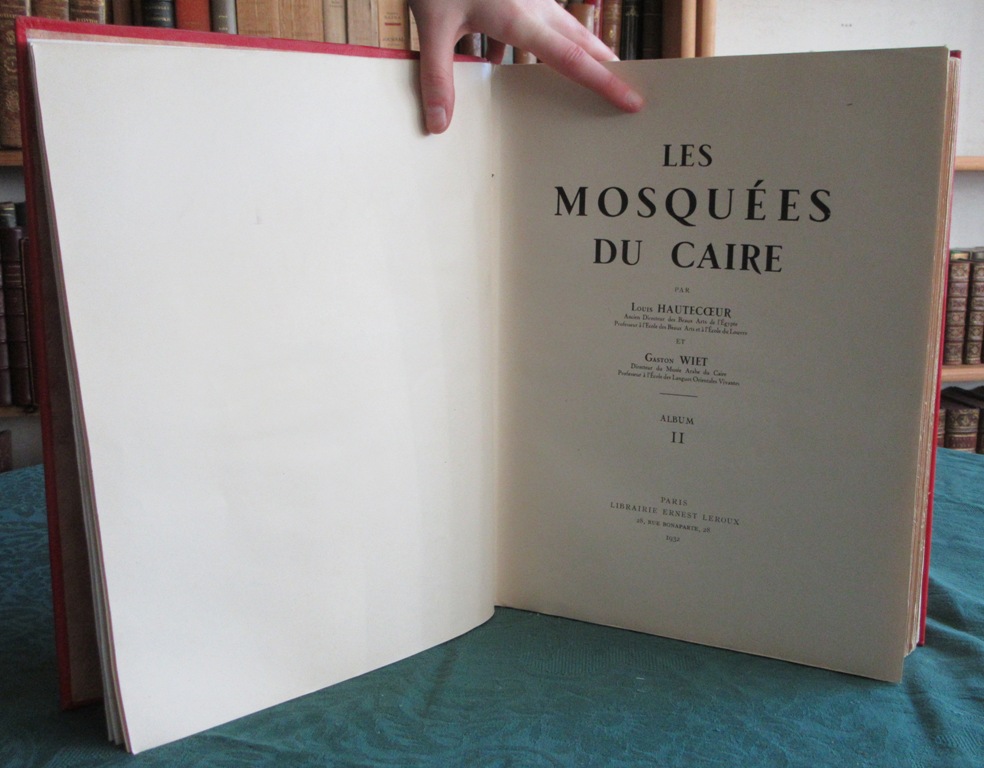 LES
MOSQUÉES
DU CAIRE
PAR
LOUIS HAUTECŒUR
Ancien Directeur des Beaux Arts de l'Égypte
Professeur à l'École des Beaux Arts et à l'École du Louvre
ET
GASTON WIET
Directeur du Musée Arabe du Caire
Professeur à l'École des Langues Orientales Vivantes
ALBUM
II
PARIS
LIBRAIRIE ERNEST LEROUX
28, RUE BONAPARTE, 28
1932